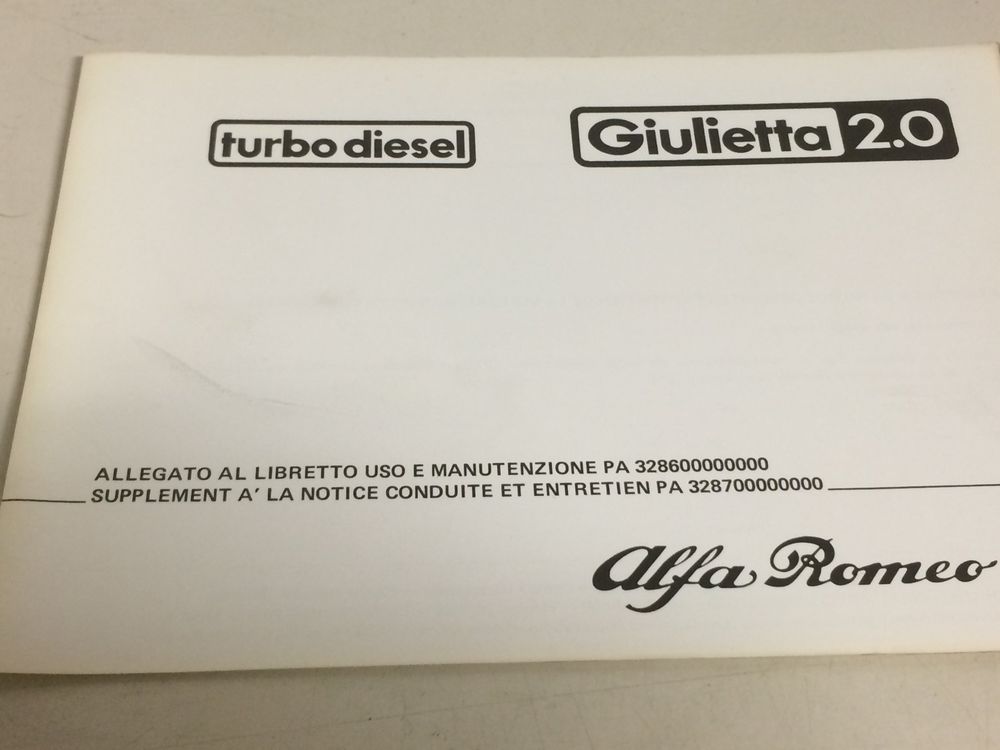 turbo diesel
Giulietta 2.0
ALLEGATO AL LIBRETTO USO E MANUTENZIONE PA 328600000000
SUPPLEMENT A' LA NOTICE CONDUITE ET ENTRETIEN PA 328700000000
Alfa Romeo